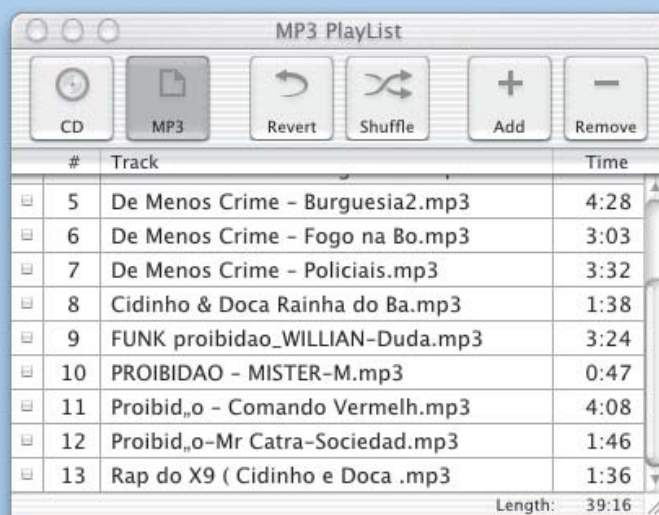 MP3 PlayList
CD MP3 Revert Shuffle Add Remove
# Track Time
5 De Menos Crime - Burguesia2.mp3 4:28
6 De Menos Crime - Fogo na Bo.mp3 3:03
7 De Menos Crime - Policiais.mp3 3:32
8 Cidinho & Doca Rainha do Ba.mp3 1:38
9 FUNK proibidao_WILLIAN-Duda.mp3 3:24
10 PROIBIDAO - MISTER-M.mp3 0:47
11 Proibid„o - Comando Vermelh.mp3 4:08
12 Proibid„o-Mr Catra-Sociedad.mp3 1:46
13 Rap do X9 ( Cidinho e Doca .mp3 1:36
Length: 39:16